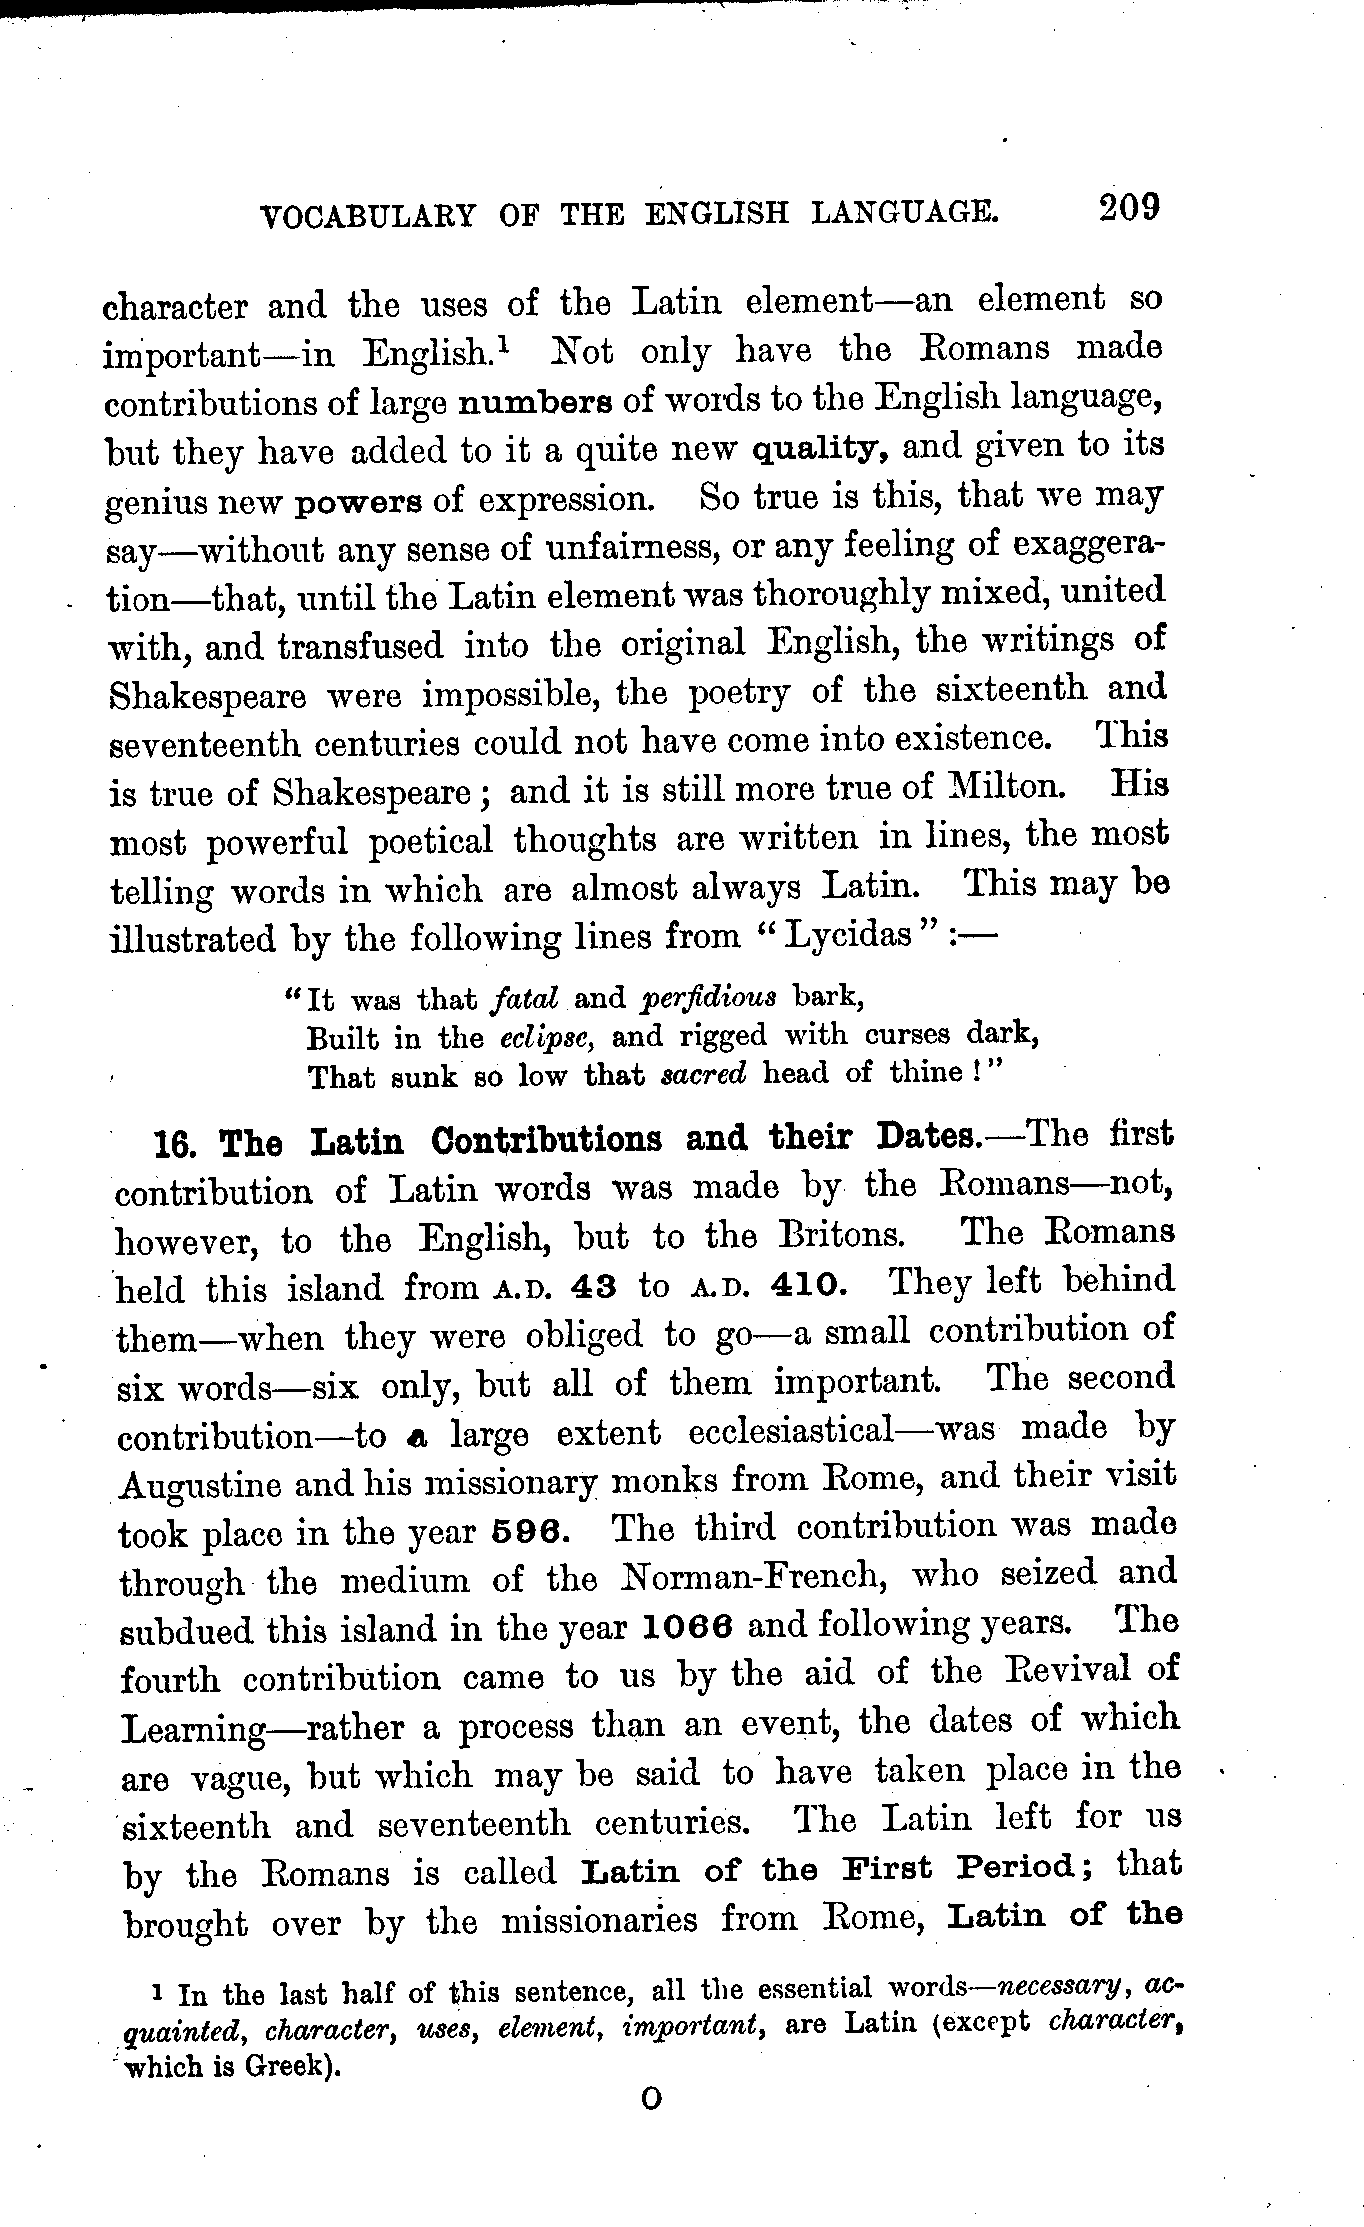 VOCABULARY OF THE ENGLISH LANGUAGE. 209
character and the uses of the Latin element—an element so
important—in English.¹ Not only have the Romans made
contributions of large numbers of words to the English language,
but they have added to it a quite new quality, and given to its
genius new powers of expression. So true is this, that we may
say—without any sense of unfairness, or any feeling of exaggera-
tion—that, until the Latin element was thoroughly mixed, united
with, and transfused into the original English, the writings of
Shakespeare were impossible, the poetry of the sixteenth and
seventeenth centuries could not have come into existence. This
is true of Shakespeare; and it is still more true of Milton. His
most powerful poetical thoughts are written in lines, the most
telling words in which are almost always Latin. This may be
illustrated by the following lines from “Lycidas”:—
“It was that fatal and perfidious bark,
Built in the eclipse, and rigged with curses dark,
That sunk so low that sacred head of thine!”
16. The Latin Contributions and their Dates.—The first
contribution of Latin words was made by the Romans—not,
however, to the English, but to the Britons. The Romans
held this island from A.D. 43 to A.D. 410. They left behind
them—when they were obliged to go—a small contribution of
six words—six only, but all of them important. The second
contribution—to a large extent ecclesiastical—was made by
Augustine and his missionary monks from Rome, and their visit
took place in the year 596. The third contribution was made
through the medium of the Norman-French, who seized and
subdued this island in the year 1066 and following years. The
fourth contribution came to us by the aid of the Revival of
Learning—rather a process than an event, the dates of which
are vague, but which may be said to have taken place in the
sixteenth and seventeenth centuries. The Latin left for us
by the Romans is called Latin of the First Period; that
brought over by the missionaries from Rome, Latin of the
¹ In the last half of this sentence, all the essential words—necessary, ac-
quainted, character, uses, element, important, are Latin (except character,
which is Greek).
O